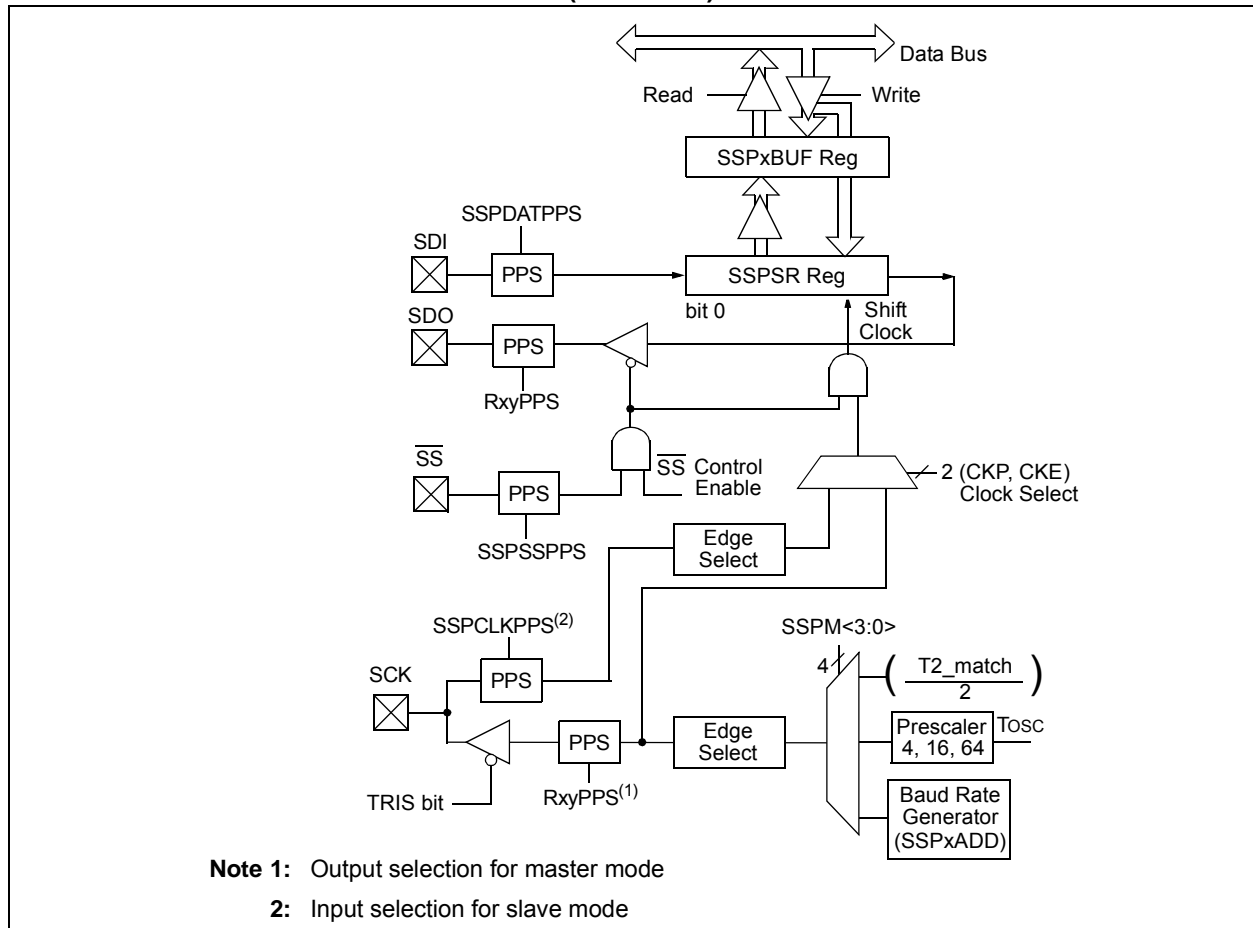 Data Bus
Read
Write
SSPxBUF Reg
SSPDATPPS
SDI
PPS
SSPSR Reg
bit 0
Shift
Clock
SDO
PPS
RxyPPS
SS
PPS
SSPSSPPS
SS Control
Enable
2 (CKP, CKE)
Clock Select
Edge
Select
SSPCLKPPS(2)
SCK
PPS
SSPM<3:0>
4
( T2_match
2 )
Prescaler
4, 16, 64
TOSC
Edge
Select
PPS
RxyPPS(1)
TRIS bit
Baud Rate
Generator
(SSPxADD)
Note 1: Output selection for master mode
2: Input selection for slave mode